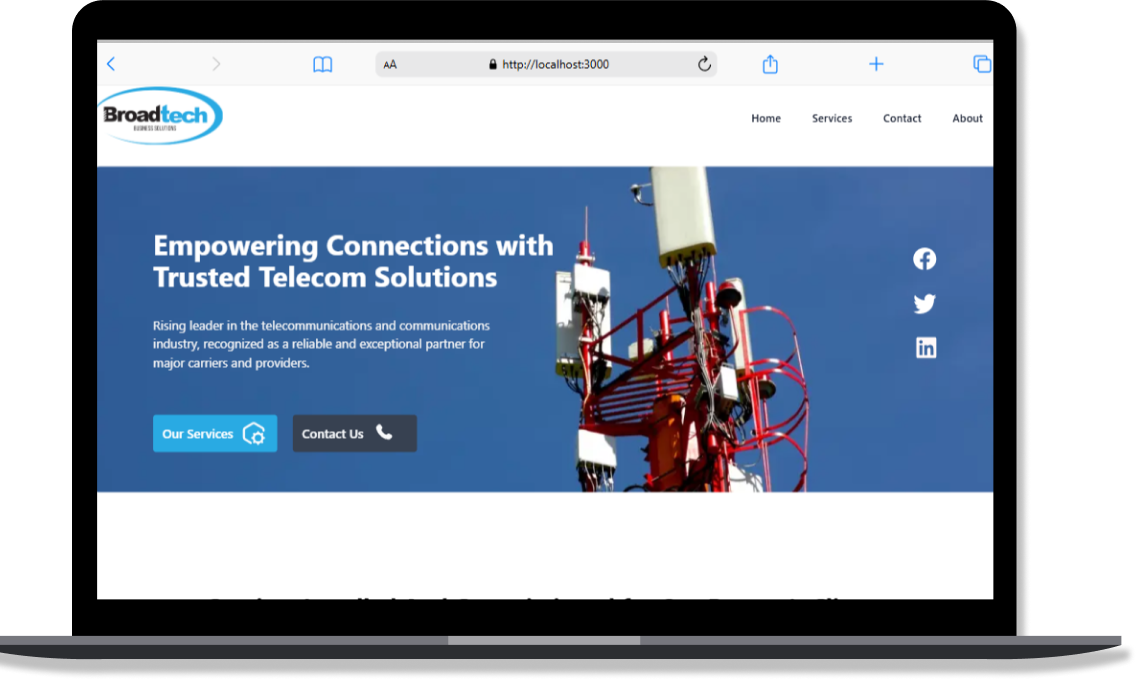 AA
http://localhost:3000
Broadtech
BUSINESS SOLUTIONS
Home Services Contact About
Empowering Connections with
Trusted Telecom Solutions
Rising leader in the telecommunications and communications
industry, recognized as a reliable and exceptional partner for
major carriers and providers.
in
Our Services
Contact Us